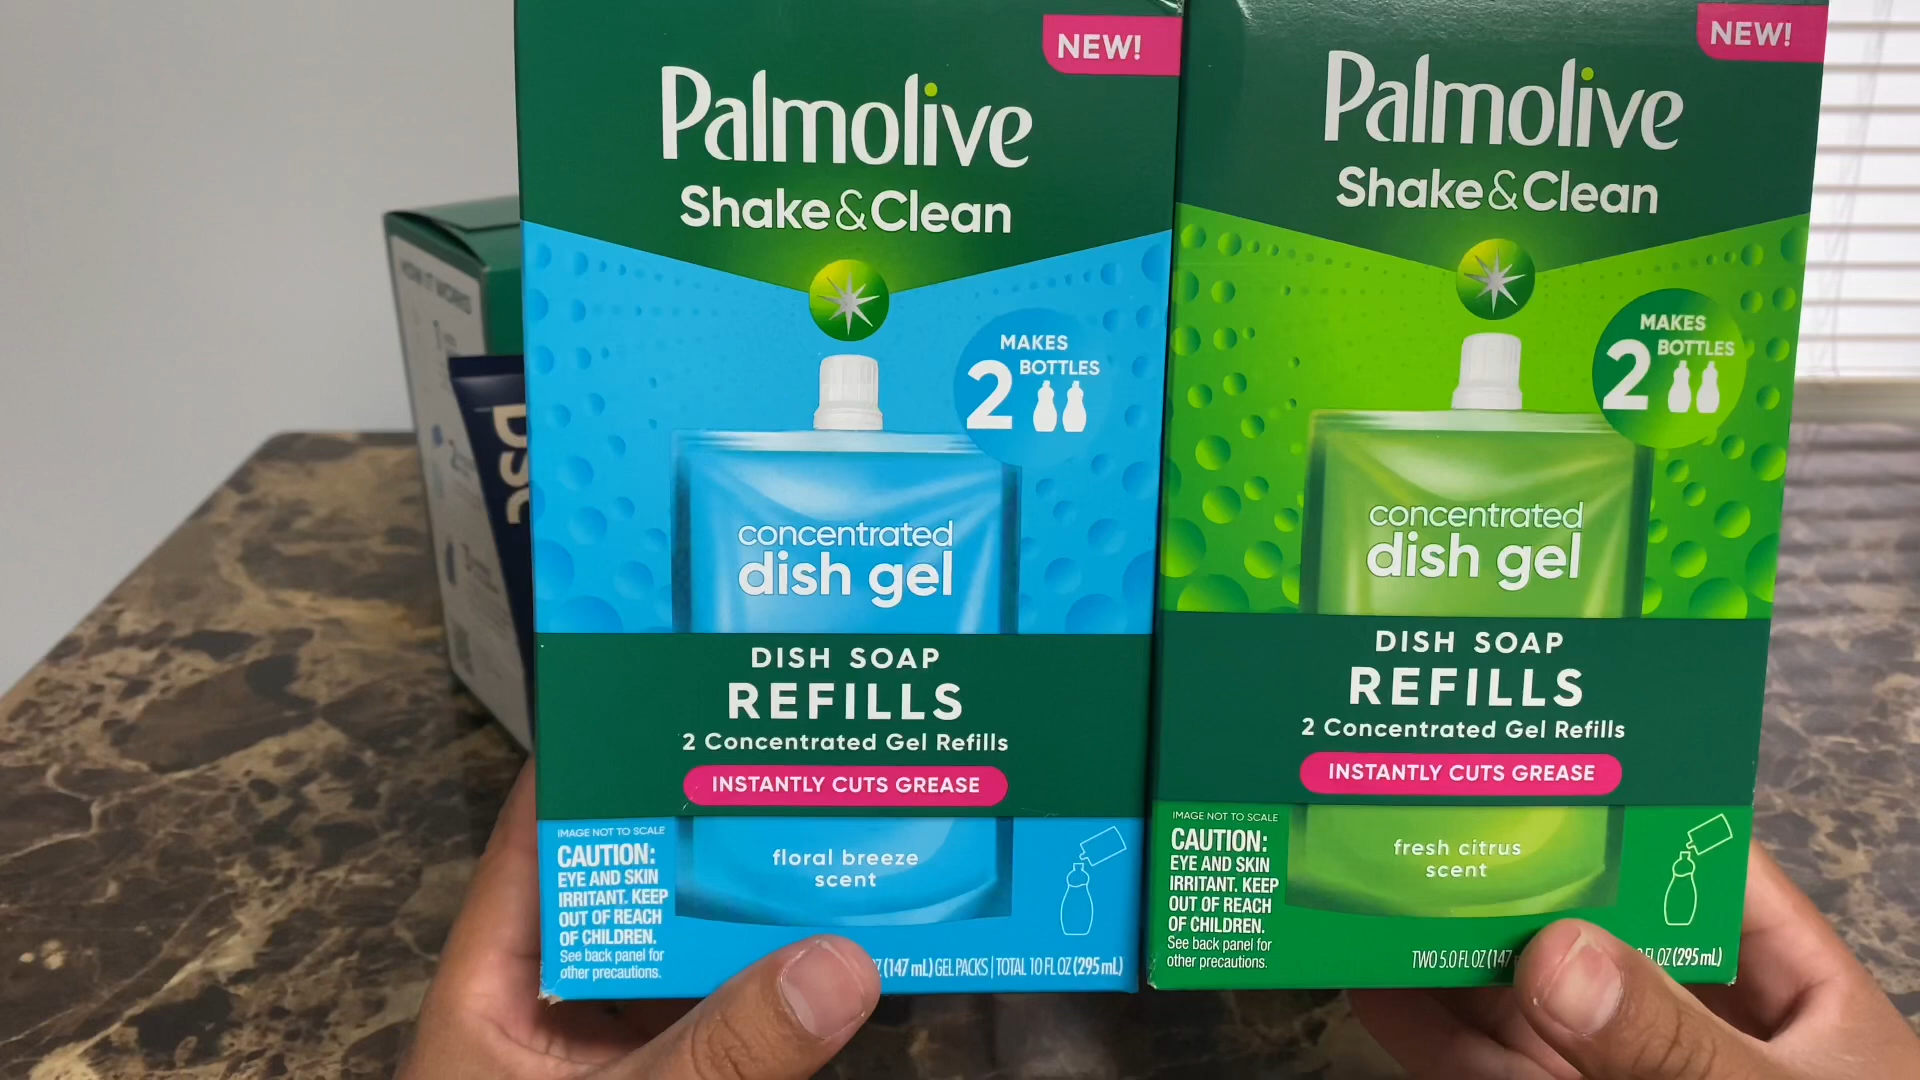 NEW!
Palmolive
Shake&Clean
MAKES
2 BOTTLES
concentrated
dish gel
DISH SOAP
REFILLS
2 Concentrated Gel Refills
INSTANTLY CUTS GREASE
IMAGE NOT TO SCALE
CAUTION:
EYE AND SKIN
IRRITANT. KEEP
OUT OF REACH
OF CHILDREN.
See back panel for
other precautions.
floral breeze
scent
(147 mL) GEL PACKS | TOTAL 10 FL OZ (295 mL)
NEW!
Palmolive
Shake&Clean
MAKES
2 BOTTLES
concentrated
dish gel
DISH SOAP
REFILLS
2 Concentrated Gel Refills
INSTANTLY CUTS GREASE
IMAGE NOT TO SCALE
CAUTION:
EYE AND SKIN
IRRITANT. KEEP
OUT OF REACH
OF CHILDREN.
See back panel for
other precautions.
fresh citrus
scent
TWO 5.0 FL OZ (147 FL OZ (295 mL)
HOW IT WORKS
DSC